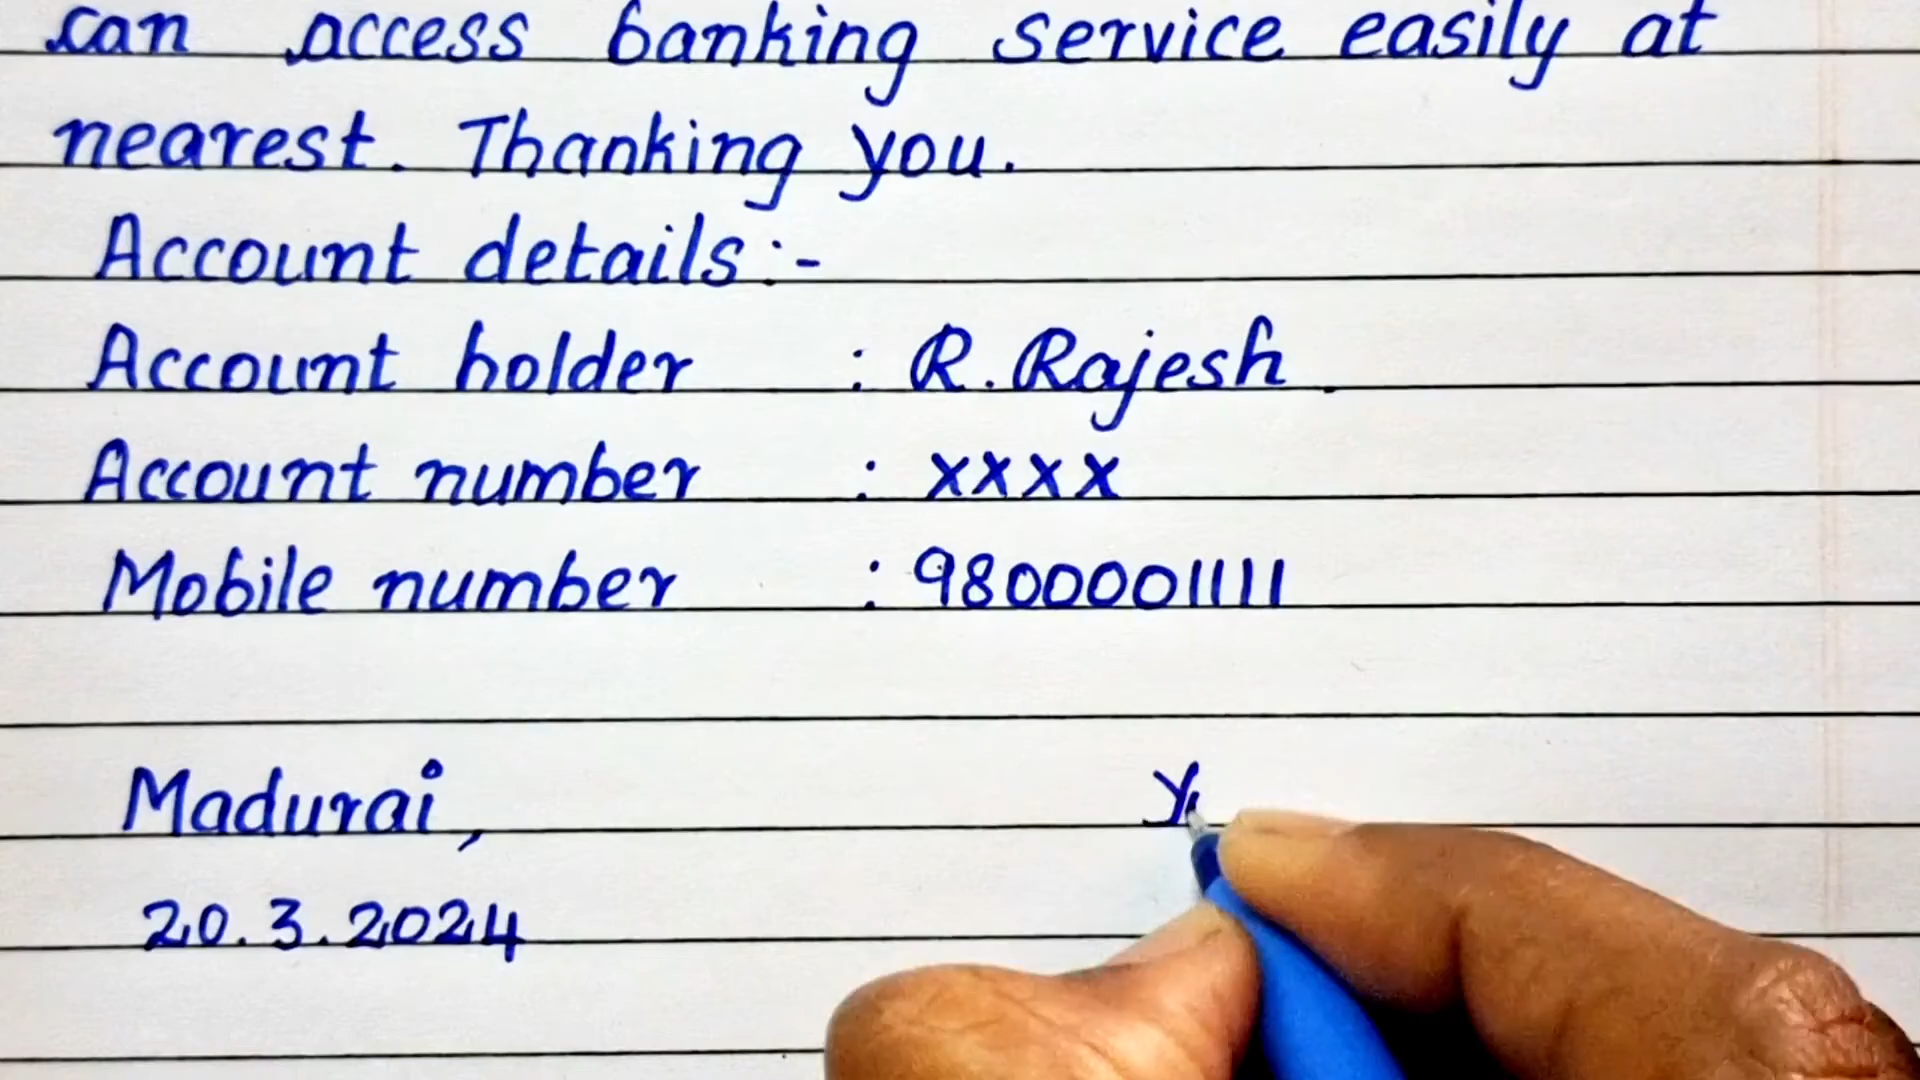 can access banking service easily at
nearest. Thanking you.
Account details:-
Account holder : R. Rajesh.
Account number : xxxx
Mobile number : 9800001111
Madurai,
20.3.2024